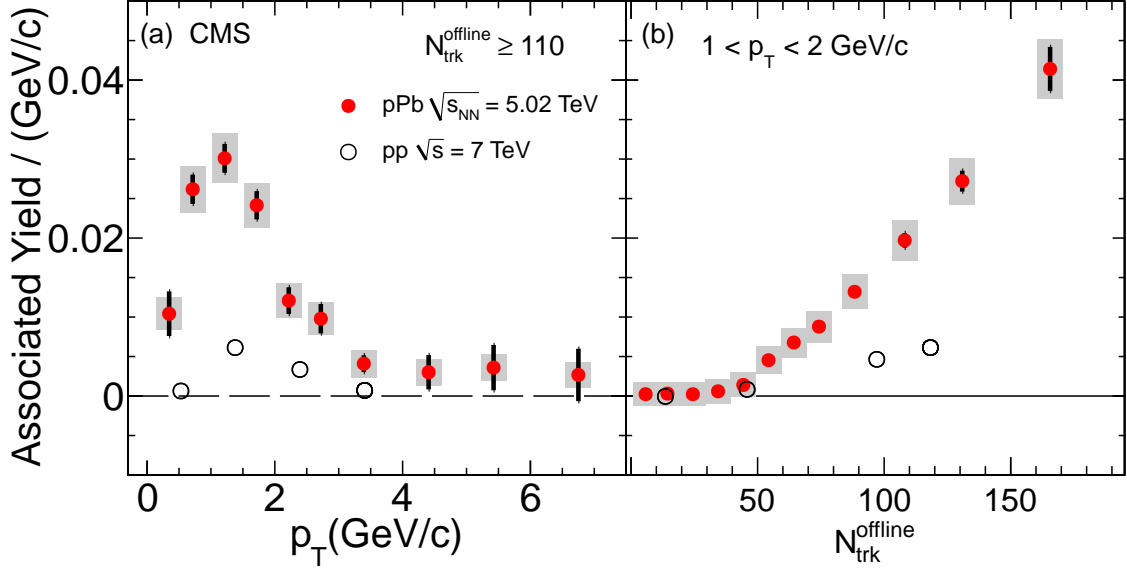 (a) CMS
N_trk^offline ≥ 110
pPb √s_NN = 5.02 TeV
pp √s = 7 TeV
Associated Yield / (GeV/c)
0.04
0.02
0
0 2 4 6
p_T(GeV/c)
(b) 1 < p_T < 2 GeV/c
50 100 150
N_trk^offline